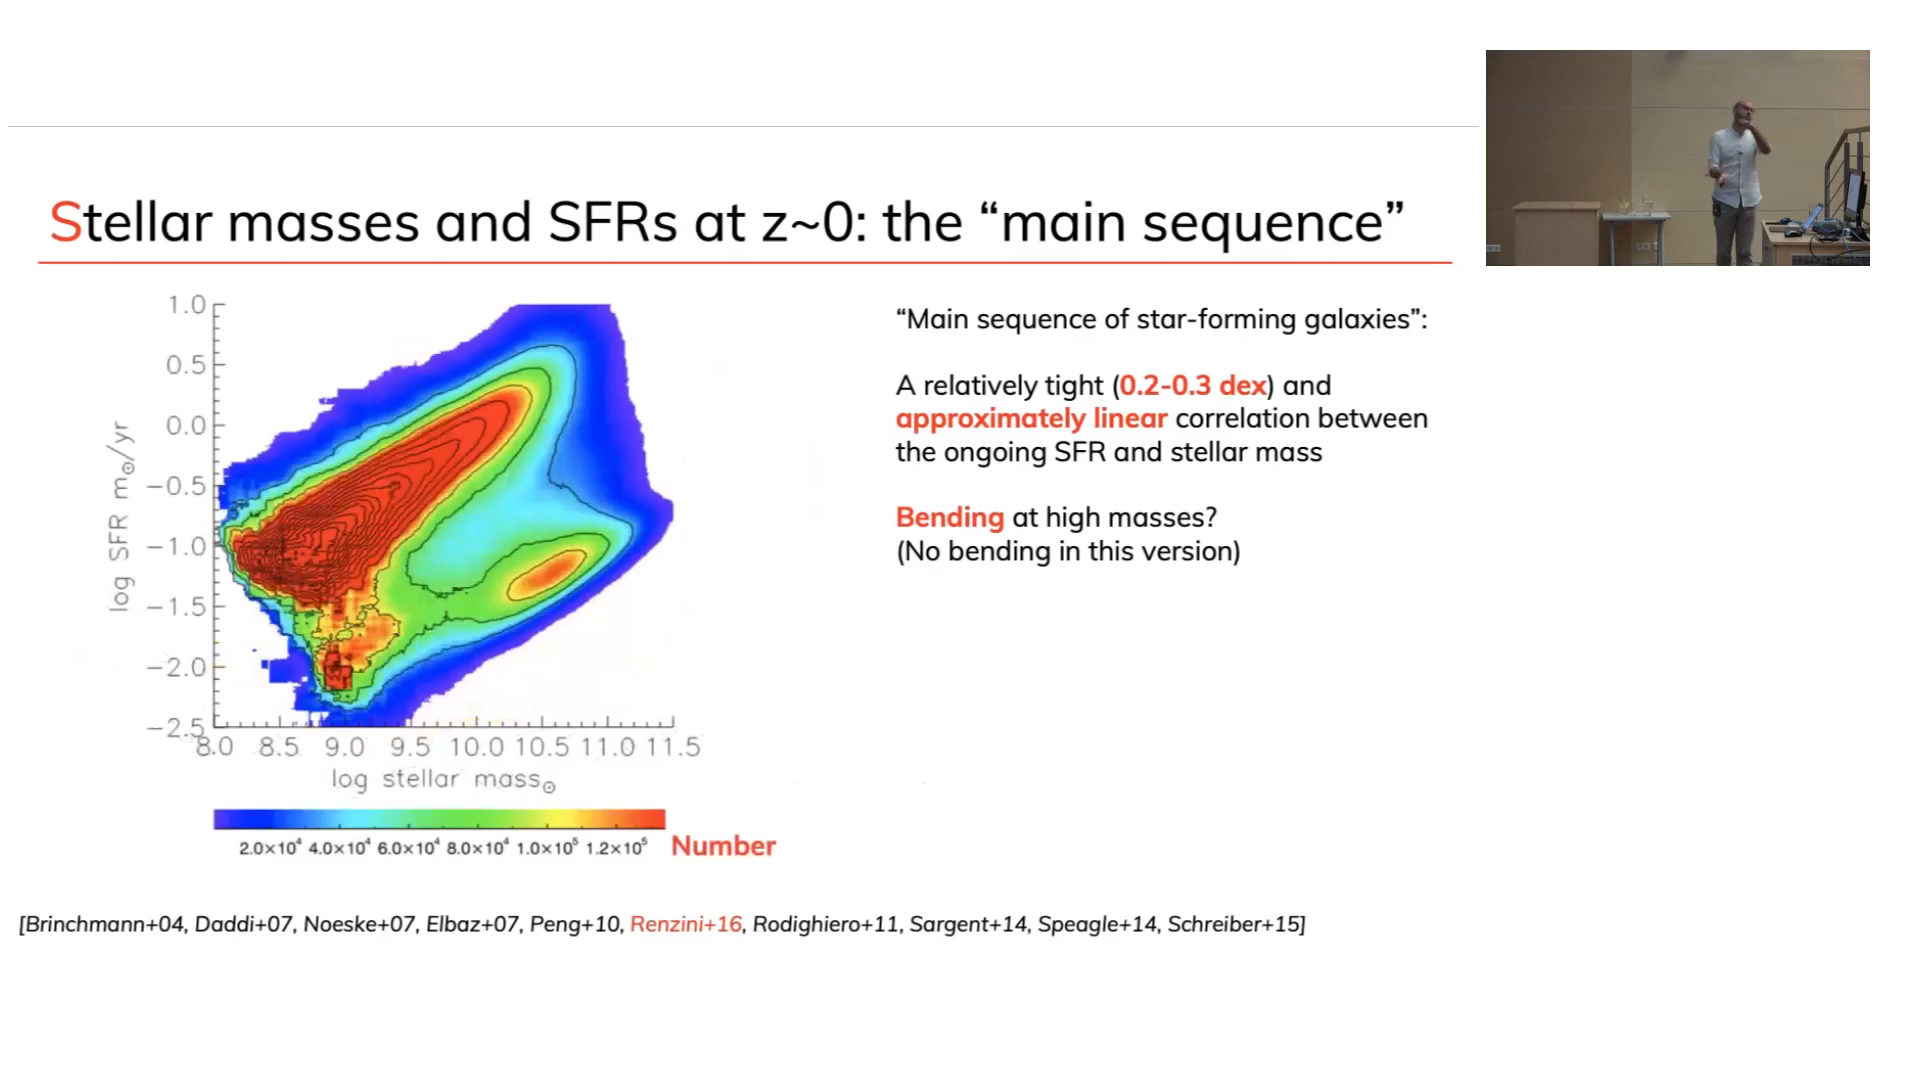 Stellar masses and SFRs at z~0: the “main sequence”
1.0
0.5
0.0
−0.5
−1.0
−1.5
−2.0
−2.5
log SFR m⊙/yr
8.0 8.5 9.0 9.5 10.0 10.5 11.0 11.5
log stellar mass⊙
2.0×10⁴ 4.0×10⁴ 6.0×10⁴ 8.0×10⁴ 1.0×10⁵ 1.2×10⁵
Number
“Main sequence of star-forming galaxies”:
A relatively tight (0.2-0.3 dex) and
approximately linear correlation between
the ongoing SFR and stellar mass
Bending at high masses?
(No bending in this version)
[Brinchmann+04, Daddi+07, Noeske+07, Elbaz+07, Peng+10, Renzini+16, Rodighiero+11, Sargent+14, Speagle+14, Schreiber+15]